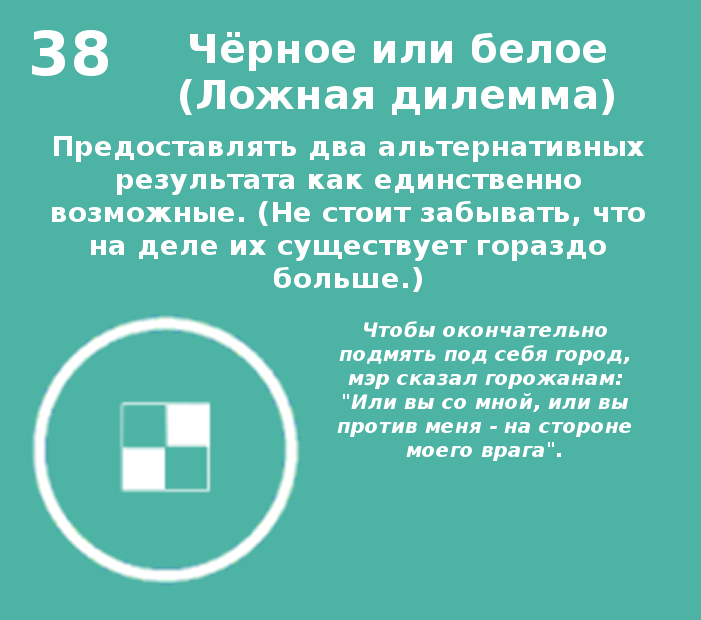 38
Чёрное или белое
(Ложная дилемма)
Предоставлять два альтернативных
результата как единственно
возможные. (Не стоит забывать, что
на деле их существует гораздо
больше.)
Чтобы окончательно
подмять под себя город,
мэр сказал горожанам:
"Или вы со мной, или вы
против меня - на стороне
моего врага".